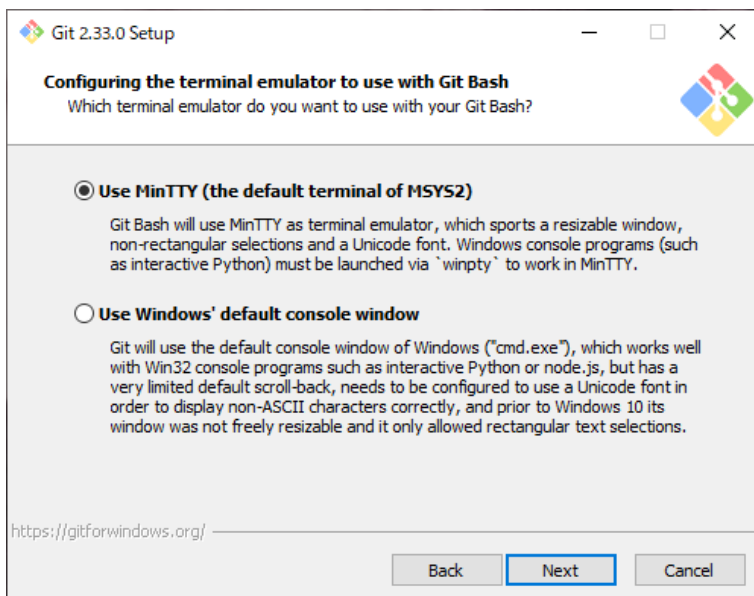 Git 2.33.0 Setup
Configuring the terminal emulator to use with Git Bash
Which terminal emulator do you want to use with your Git Bash?
Use MinTTY (the default terminal of MSYS2)
Git Bash will use MinTTY as terminal emulator, which sports a resizable window,
non-rectangular selections and a Unicode font. Windows console programs (such
as interactive Python) must be launched via `winpty` to work in MinTTY.
Use Windows' default console window
Git will use the default console window of Windows ("cmd.exe"), which works well
with Win32 console programs such as interactive Python or node.js, but has a
very limited default scroll-back, needs to be configured to use a Unicode font in
order to display non-ASCII characters correctly, and prior to Windows 10 its
window was not freely resizable and it only allowed rectangular text selections.
https://gitforwindows.org/
Back Next Cancel